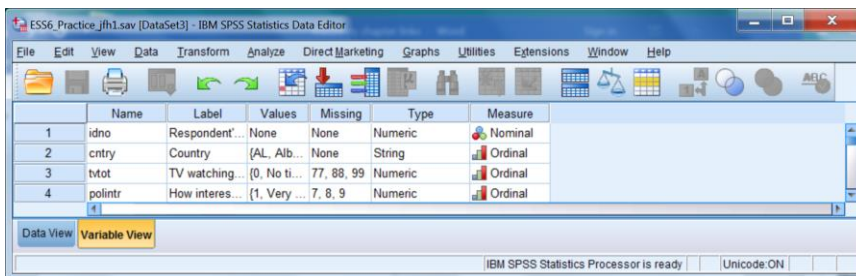 ESS6_Practice_jfh1.sav [DataSet3] - IBM SPSS Statistics Data Editor
File Edit View Data Transform Analyze Direct Marketing Graphs Utilities Extensions Window Help
Name Label Values Missing Type Measure
1 idno Respondent'... None None Numeric Nominal
2 cntry Country {AL, Alb... None String Ordinal
3 tvtot TV watching... {0, No ti... 77, 88, 99 Numeric Ordinal
4 polintr How interes... {1, Very ... 7, 8, 9 Numeric Ordinal
Data View Variable View
IBM SPSS Statistics Processor is ready Unicode:ON